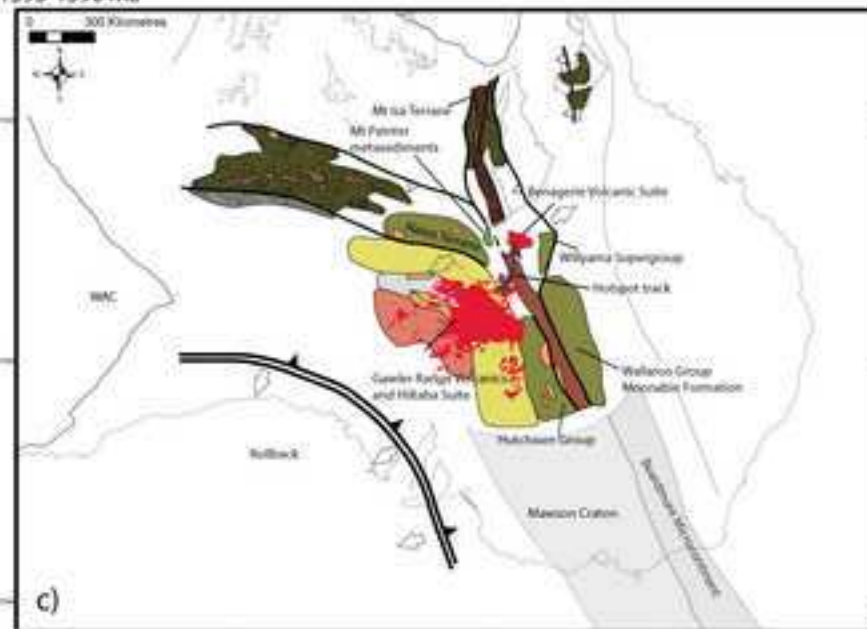 0 300 Kilometres
Mt Isa Terrane
Mt Painter
metasediments
Benagerie Volcanic Suite
Willyama Supergroup
Hotspot track
WAC
Wallaroo Group
Moonabie Formation
Gawler Range Volcanics
and Hiltaba Suite
Hutchison Group
Rollback
Mawson Craton
c)